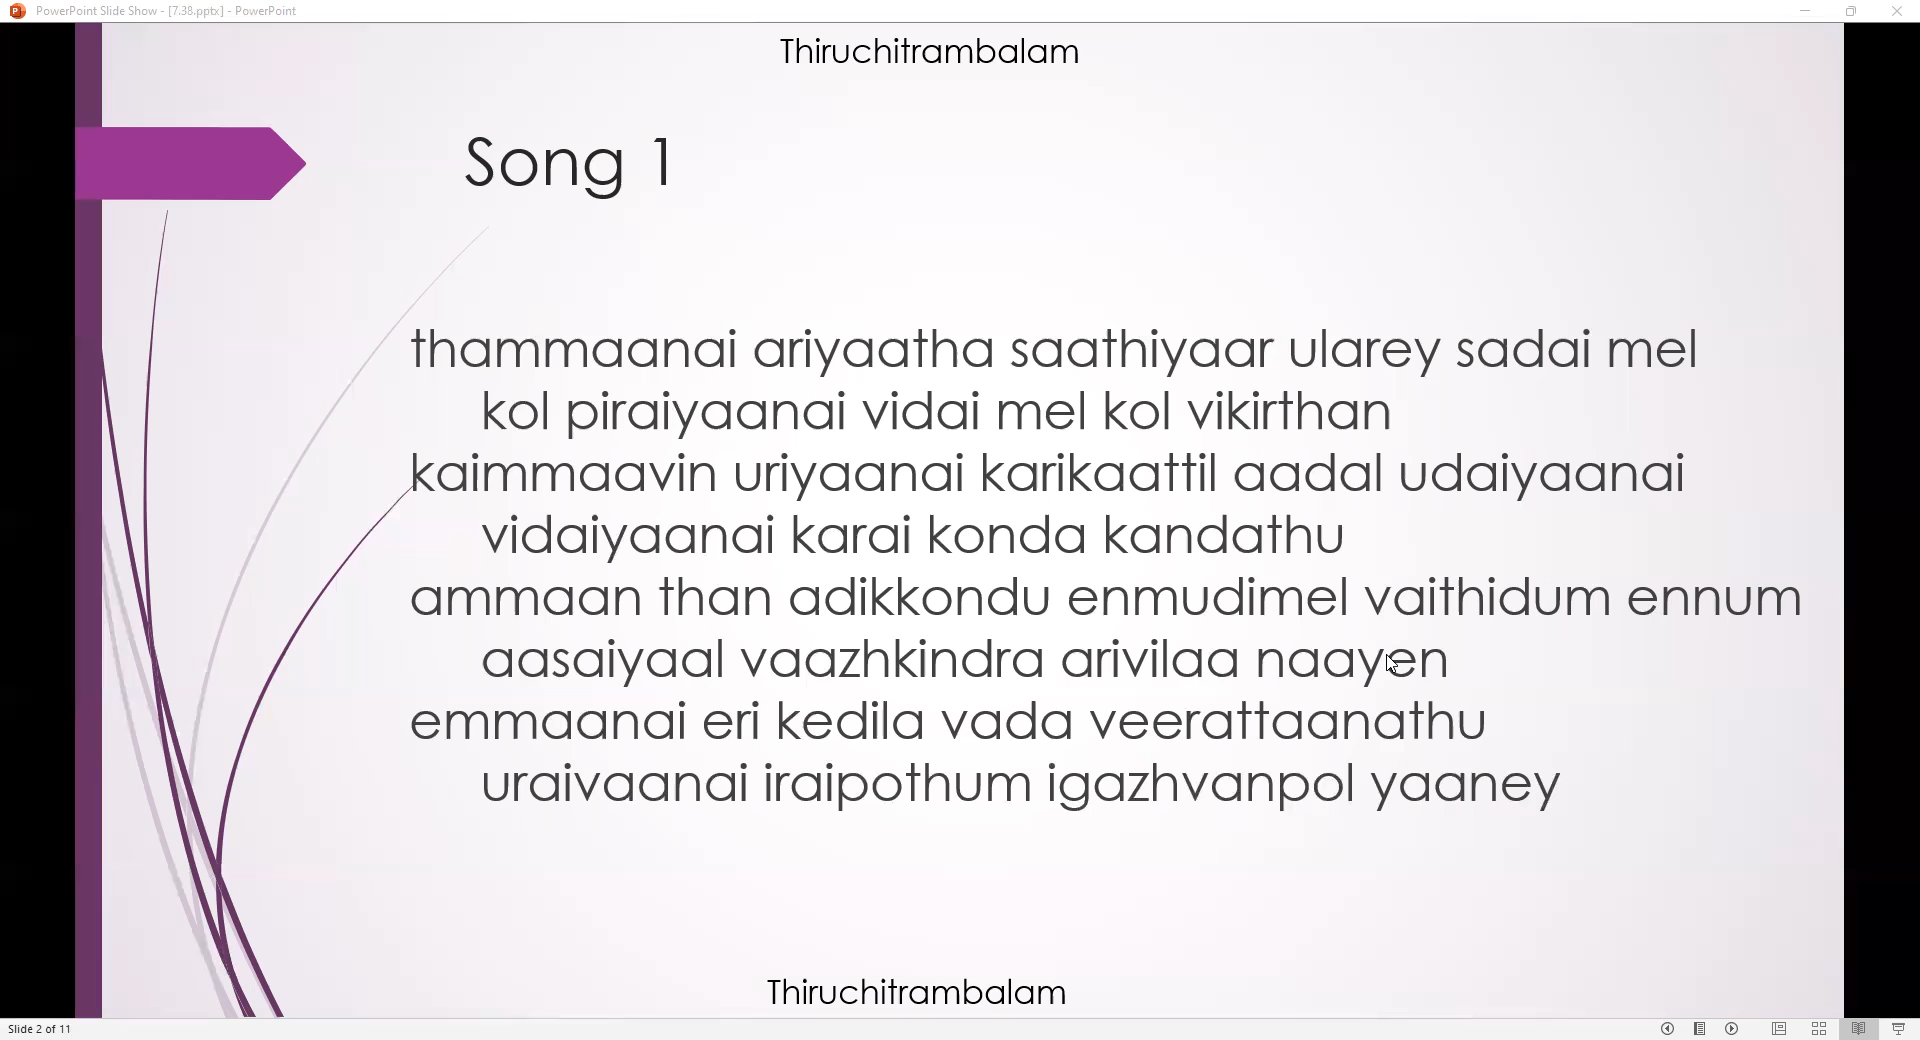 PowerPoint Slide Show - [7.38.pptx] - PowerPoint
Thiruchitrambalam
Song 1
thammaanai ariyaatha saathiyaar ularey sadai mel
kol piraiyaanai vidai mel kol vikirthan
kaimmaavin uriyaanai karikaattil aadal udaiyaanai
vidaiyaanai karai konda kandathu
ammaan than adikkondu enmudimel vaithidum ennum
aasaiyaal vaazhkindra arivilaa naayen
emmaanai eri kedila vada veerattaanathu
uraivaanai iraipothum igazhvanpol yaaney
Thiruchitrambalam
Slide 2 of 11